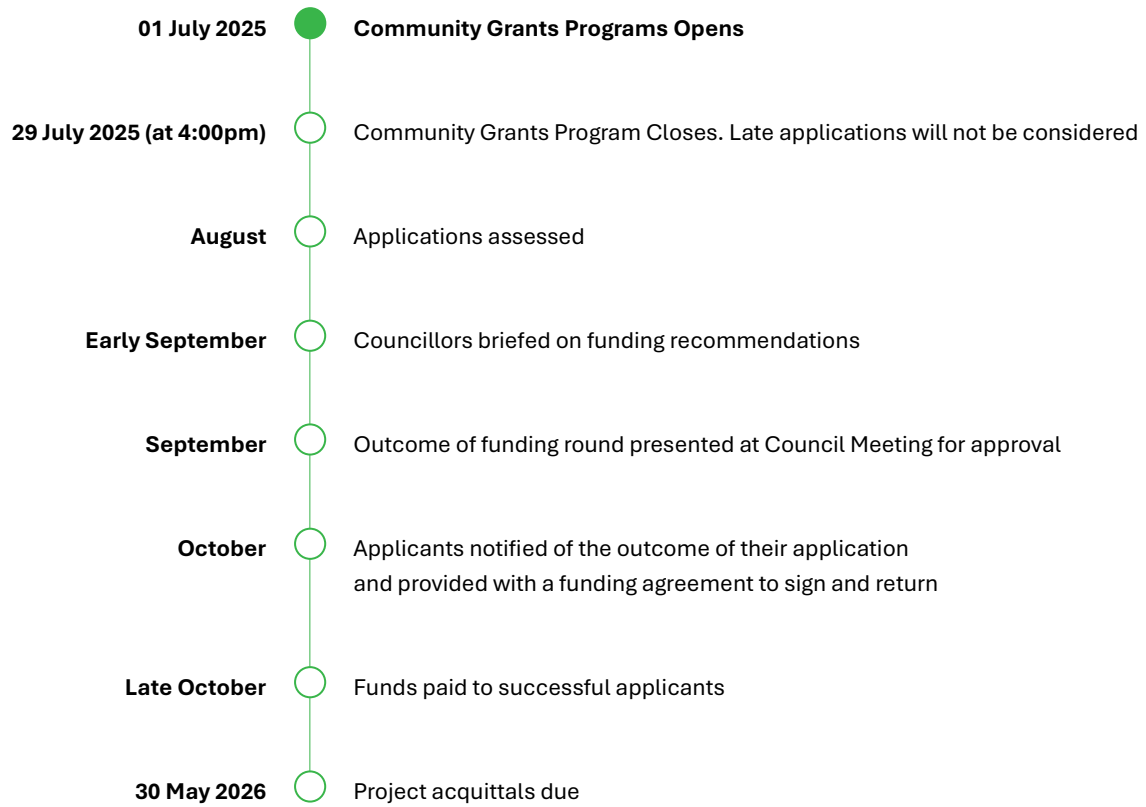 01 July 2025 Community Grants Programs Opens
29 July 2025 (at 4:00pm) Community Grants Program Closes. Late applications will not be considered
August Applications assessed
Early September Councillors briefed on funding recommendations
September Outcome of funding round presented at Council Meeting for approval
October Applicants notified of the outcome of their application
and provided with a funding agreement to sign and return
Late October Funds paid to successful applicants
30 May 2026 Project acquittals due